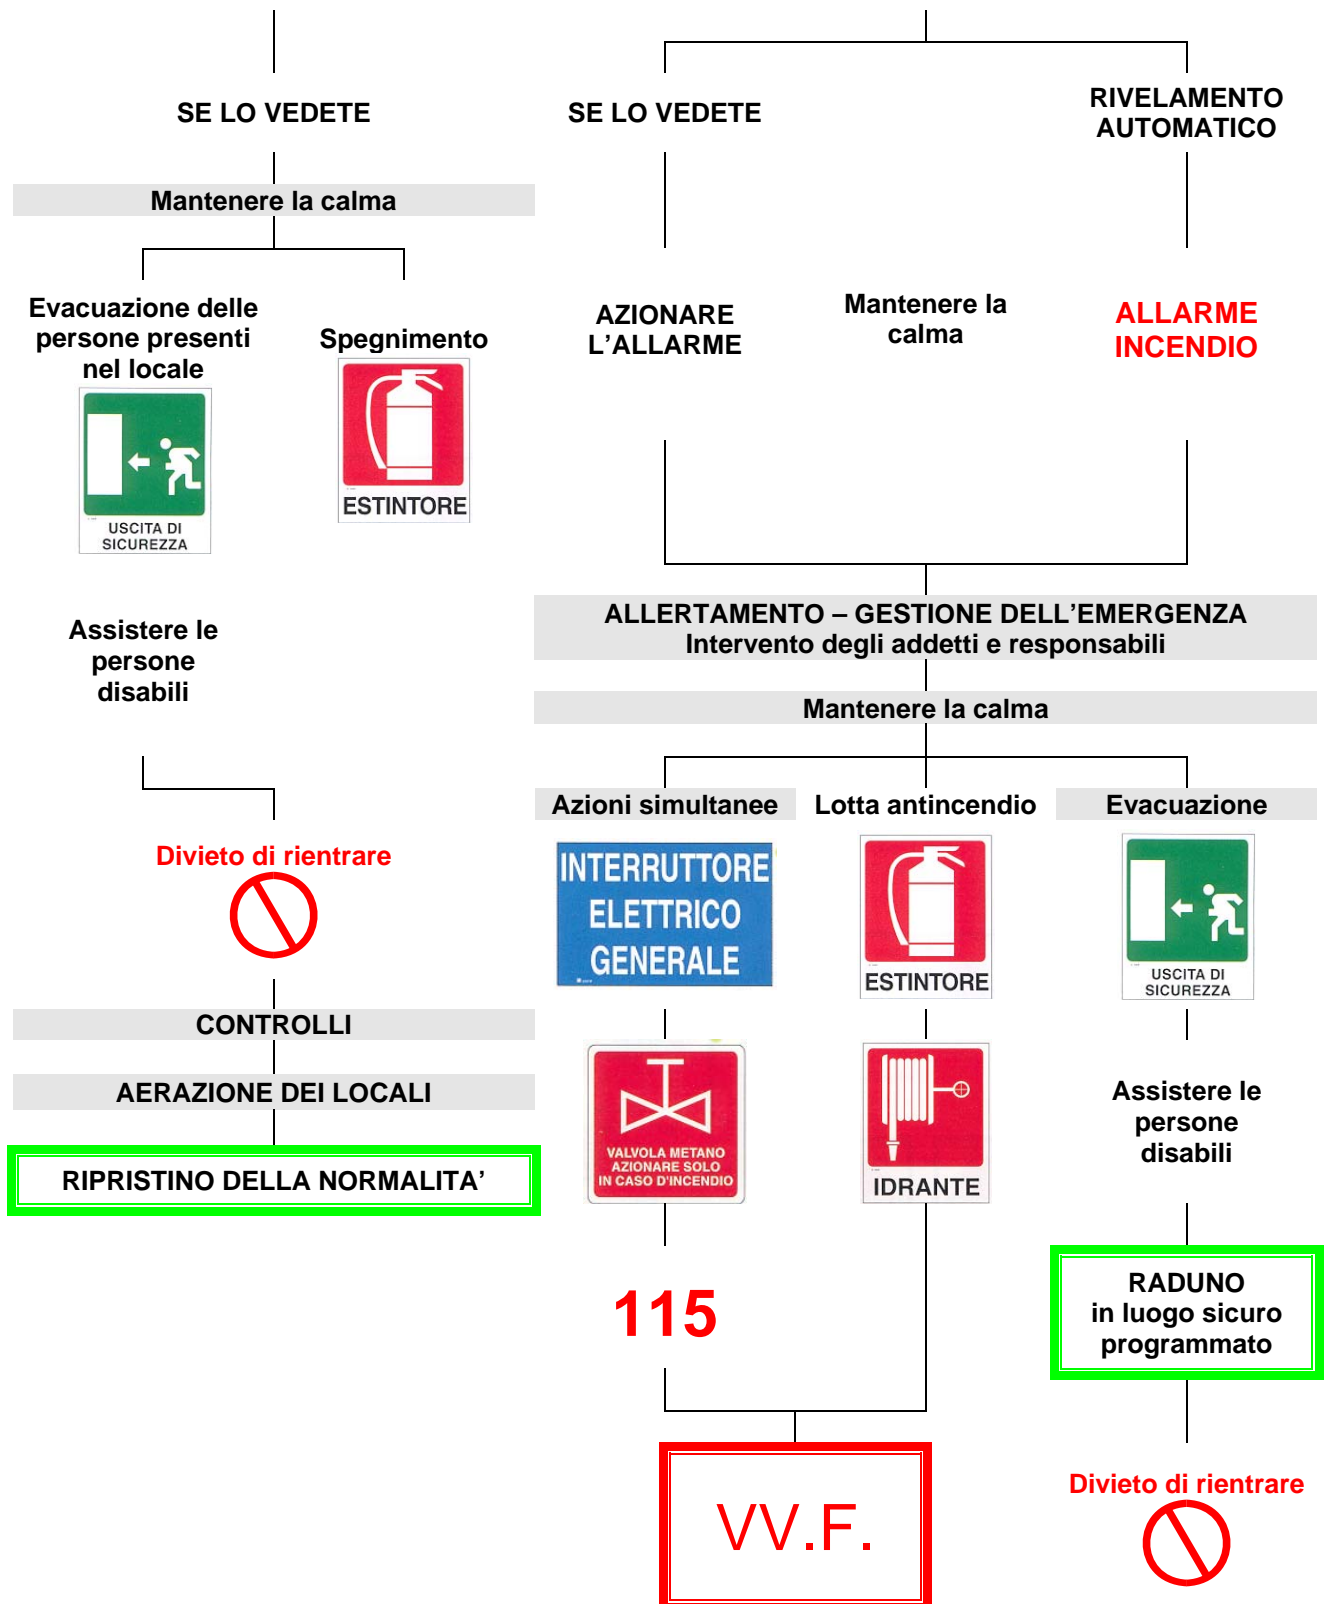 SE LO VEDETE
Mantenere la calma
Evacuazione delle
persone presenti
nel locale
USCITA DI
SICUREZZA
Spegnimento
ESTINTORE
Assistere le
persone
disabili
Divieto di rientrare
CONTROLLI
AERAZIONE DEI LOCALI
RIPRISTINO DELLA NORMALITA’
SE LO VEDETE
RIVELAMENTO
AUTOMATICO
AZIONARE
L’ALLARME
Mantenere la
calma
ALLARME
INCENDIO
ALLERTAMENTO – GESTIONE DELL’EMERGENZA
Intervento degli addetti e responsabili
Mantenere la calma
Azioni simultanee
INTERRUTTORE
ELETTRICO
GENERALE
VALVOLA METANO
AZIONARE SOLO
IN CASO D'INCENDIO
115
Lotta antincendio
ESTINTORE
IDRANTE
VV.F.
Evacuazione
USCITA DI
SICUREZZA
Assistere le
persone
disabili
RADUNO
in luogo sicuro
programmato
Divieto di rientrare